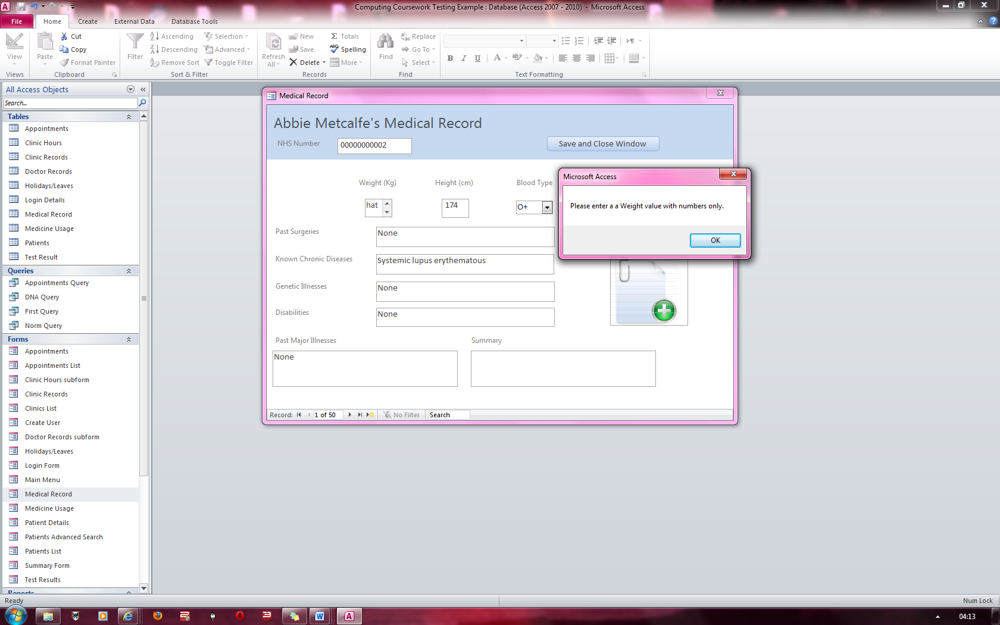 Computing Coursework Testing Example : Database (Access 2007 - 2010) - Microsoft Access
File Home Create External Data Database Tools
View
Views
Paste
Cut
Copy
Format Painter
Clipboard
Filter
Ascending
Descending
Remove Sort
Selection
Advanced
Toggle Filter
Sort & Filter
Refresh All
New
Save
Delete
Totals
Spelling
More
Records
Find
Replace
Go To
Select
Find
B I U A
Text Formatting
All Access Objects
Search...
Tables
Appointments
Clinic Hours
Clinic Records
Doctor Records
Holidays/Leaves
Login Details
Medical Record
Medicine Usage
Patients
Test Result
Queries
Appointments Query
DNA Query
First Query
Norm Query
Forms
Appointments
Appointments List
Clinic Hours subform
Clinic Records
Clinics List
Create User
Doctor Records subform
Holidays/Leaves
Login Form
Main Menu
Medical Record
Medicine Usage
Patient Details
Patients Advanced Search
Patients List
Summary Form
Test Results
Reports
Medical Record
Abbie Metcalfe's Medical Record
NHS Number 00000000002
Save and Close Window
Weight (Kg) Height (cm) Blood Type
hat 174 O+
Past Surgeries None
Known Chronic Diseases Systemic lupus erythematous
Genetic Illnesses None
Disabilities None
Past Major Illnesses Summary
None
Record: 1 of 50 No Filter Search
Microsoft Access
Please enter a a Weight value with numbers only.
OK
Ready
Num Lock
04:13